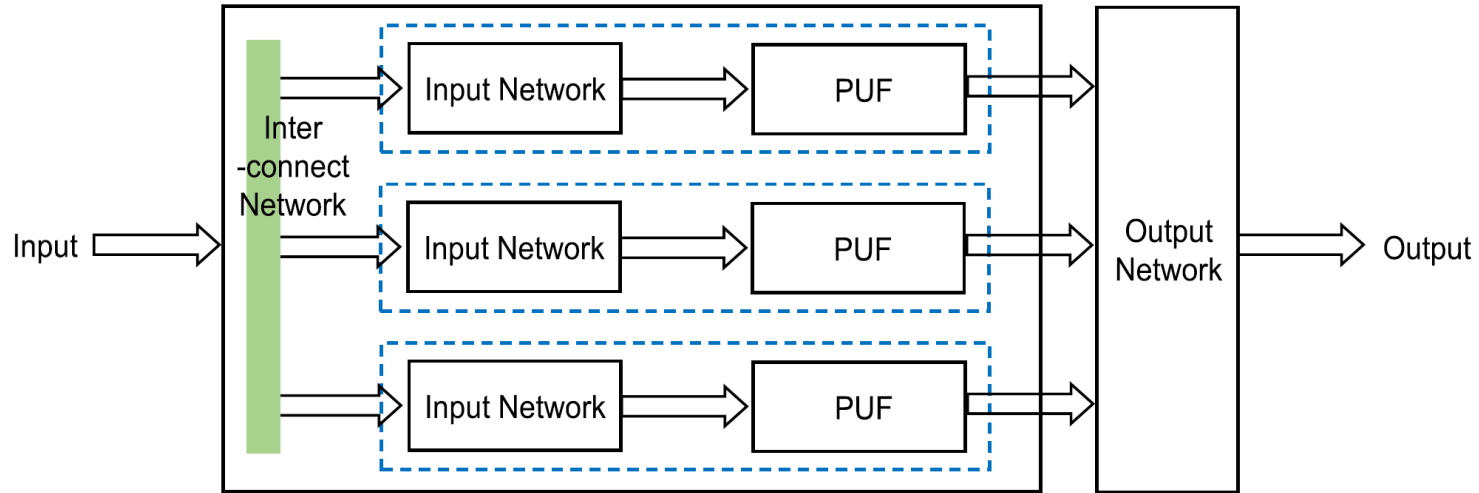 Input
Inter
-connect
Network
Input Network
PUF
Input Network
PUF
Input Network
PUF
Output
Network
Output